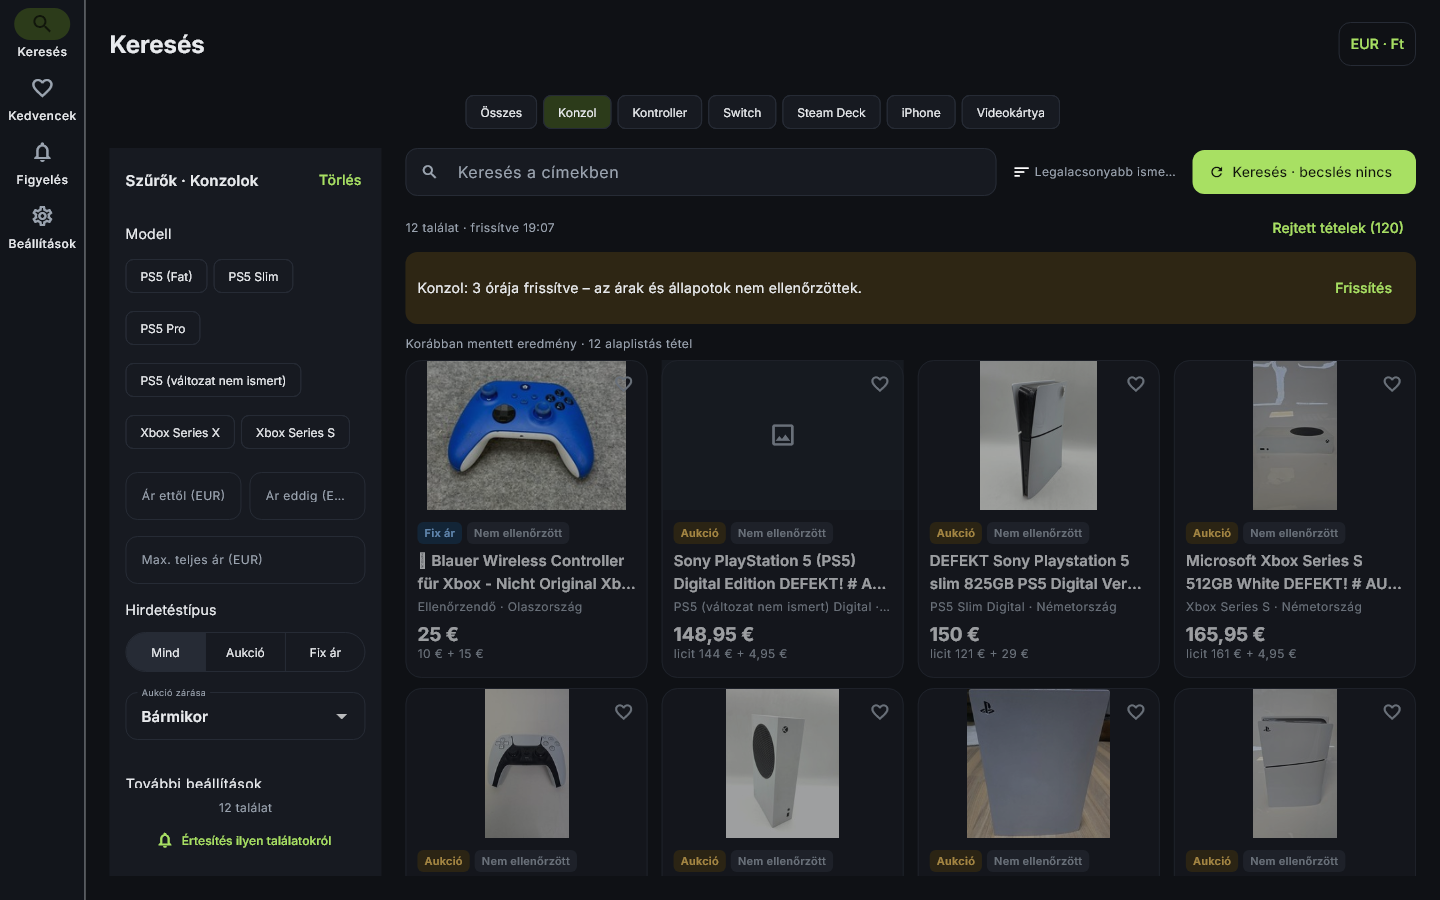 Keresés
Kedvencek
Figyelés
Beállítások
Keresés
EUR · Ft
Összes
Konzol
Kontroller
Switch
Steam Deck
iPhone
Videokártya
Szűrők · Konzolok
Törlés
Modell
PS5 (Fat)
PS5 Slim
PS5 Pro
PS5 (változat nem ismert)
Xbox Series X
Xbox Series S
Ár ettől (EUR)
Ár eddig (E...
Max. teljes ár (EUR)
Hirdetéstípus
Mind
Aukció
Fix ár
Aukció zárása
Bármikor
További beállítások
12 találat
Értesítés ilyen találatokról
Keresés a címekben
Legalacsonyabb isme...
Keresés · becslés nincs
12 találat · frissítve 19:07
Rejtett tételek (120)
Konzol: 3 órája frissítve – az árak és állapotok nem ellenőrzöttek.
Frissítés
Korábban mentett eredmény · 12 alaplistás tétel
Fix ár
Nem ellenőrzött
Blauer Wireless Controller
für Xbox - Nicht Original Xb...
Ellenőrzendő · Olaszország
25 €
10 € + 15 €
Aukció
Nem ellenőrzött
Sony PlayStation 5 (PS5)
Digital Edition DEFEKT! # A...
PS5 (változat nem ismert) Digital ·...
148,95 €
licit 144 € + 4,95 €
Aukció
Nem ellenőrzött
DEFEKT Sony Playstation 5
slim 825GB PS5 Digital Ver...
PS5 Slim Digital · Németország
150 €
licit 121 € + 29 €
Aukció
Nem ellenőrzött
Microsoft Xbox Series S
512GB White DEFEKT! # AU...
Xbox Series S · Németország
165,95 €
licit 161 € + 4,95 €
Aukció
Nem ellenőrzött
Aukció
Nem ellenőrzött
Aukció
Nem ellenőrzött
Aukció
Nem ellenőrzött